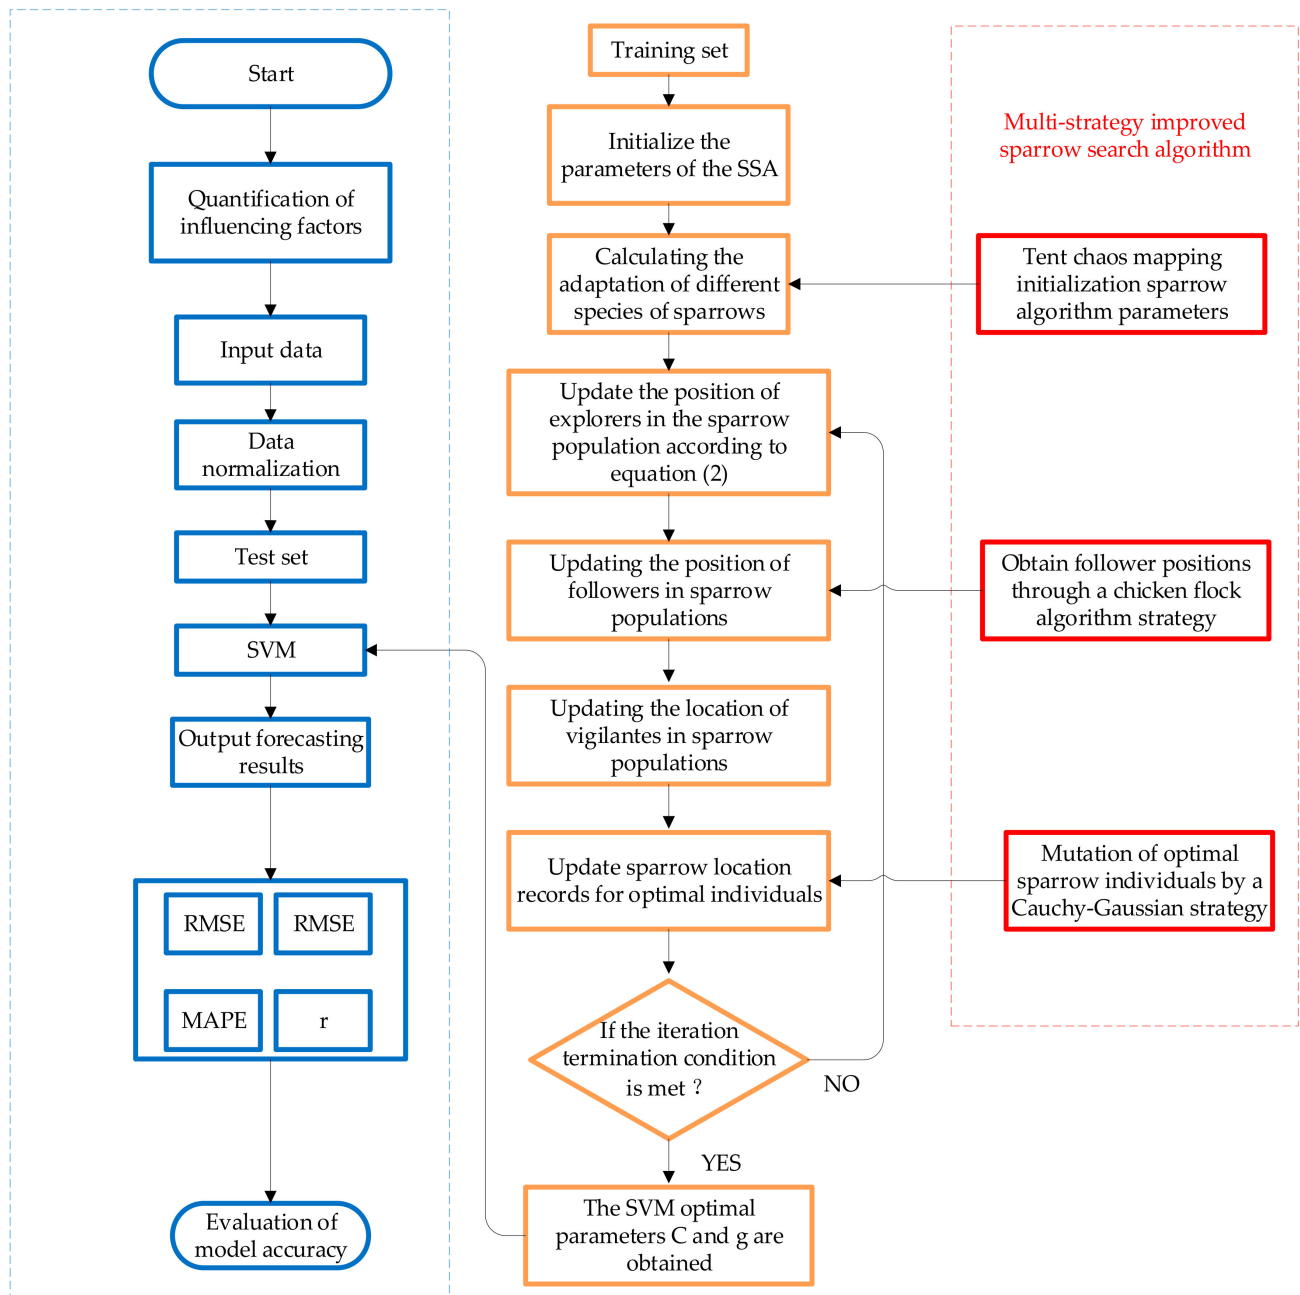 Start
Quantification of
influencing factors
Input data
Data
normalization
Test set
SVM
Output forecasting
results
RMSE
RMSE
MAPE
r
Evaluation of
model accuracy
Training set
Initialize the
parameters of the SSA
Calculating the
adaptation of different
species of sparrows
Update the position of
explorers in the sparrow
population according to
equation (2)
Updating the position of
followers in sparrow
populations
Updating the location of
vigilantes in sparrow
populations
Update sparrow location
records for optimal individuals
If the iteration
termination condition
is met ?
NO
YES
The SVM optimal
parameters C and g are
obtained
Multi-strategy improved
sparrow search algorithm
Tent chaos mapping
initialization sparrow
algorithm parameters
Obtain follower positions
through a chicken flock
algorithm strategy
Mutation of optimal
sparrow individuals by a
Cauchy-Gaussian strategy